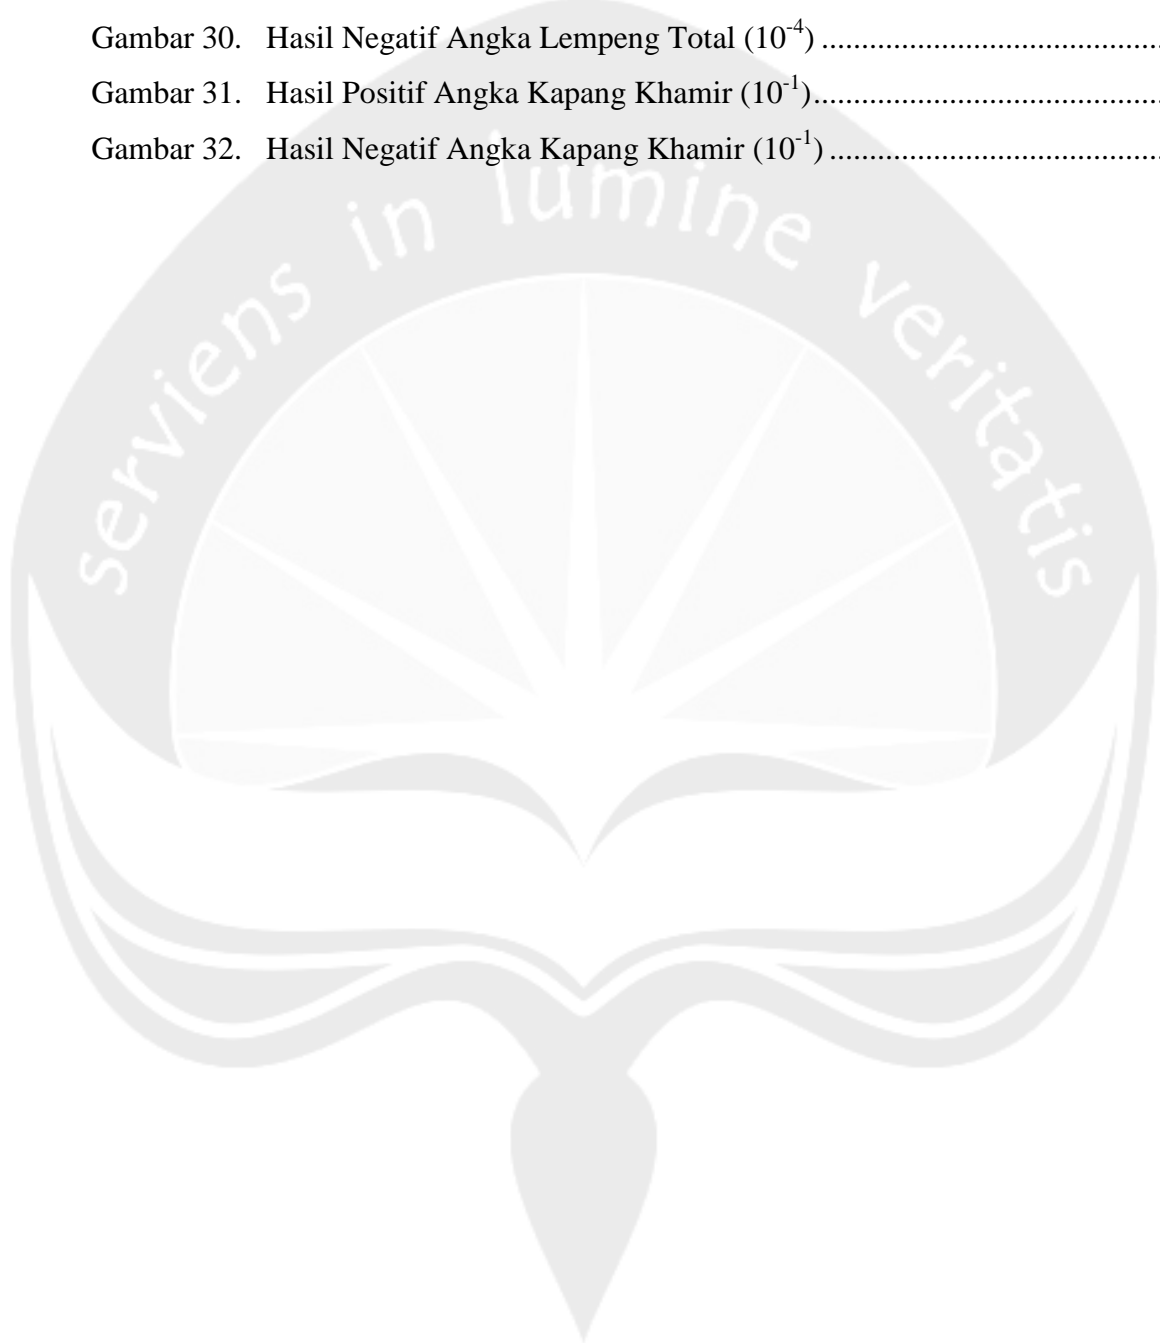 Gambar 30. Hasil Negatif Angka Lempeng Total (10⁻⁴) ........................................
Gambar 31. Hasil Positif Angka Kapang Khamir (10⁻¹)........................................
Gambar 32. Hasil Negatif Angka Kapang Khamir (10⁻¹) ........................................
serviens in lumine veritatis